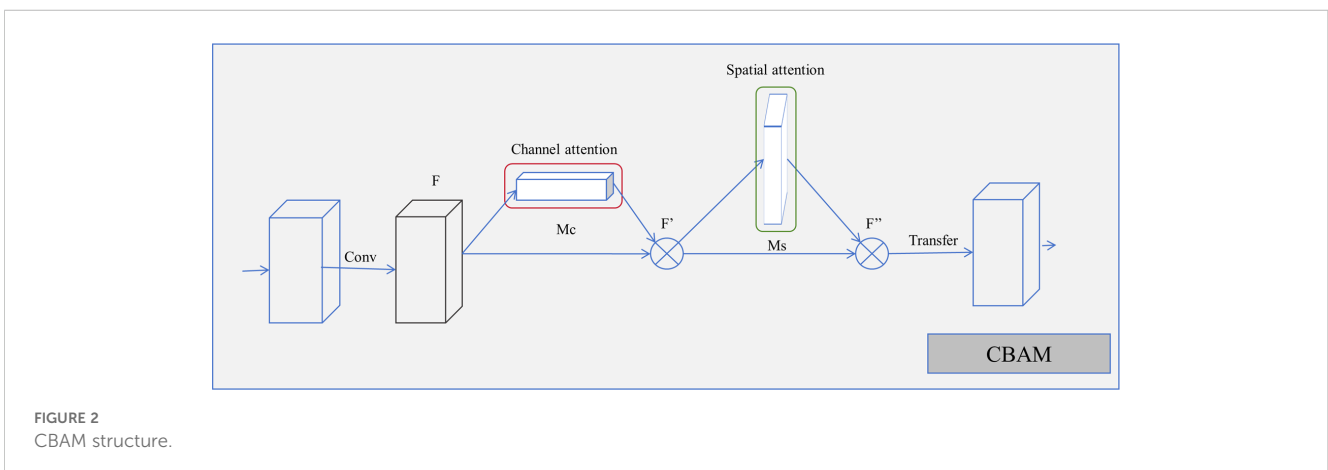 Spatial attention
Channel attention
F
Mc
F’
Ms
F”
Conv
Transfer
CBAM
FIGURE 2
CBAM structure.